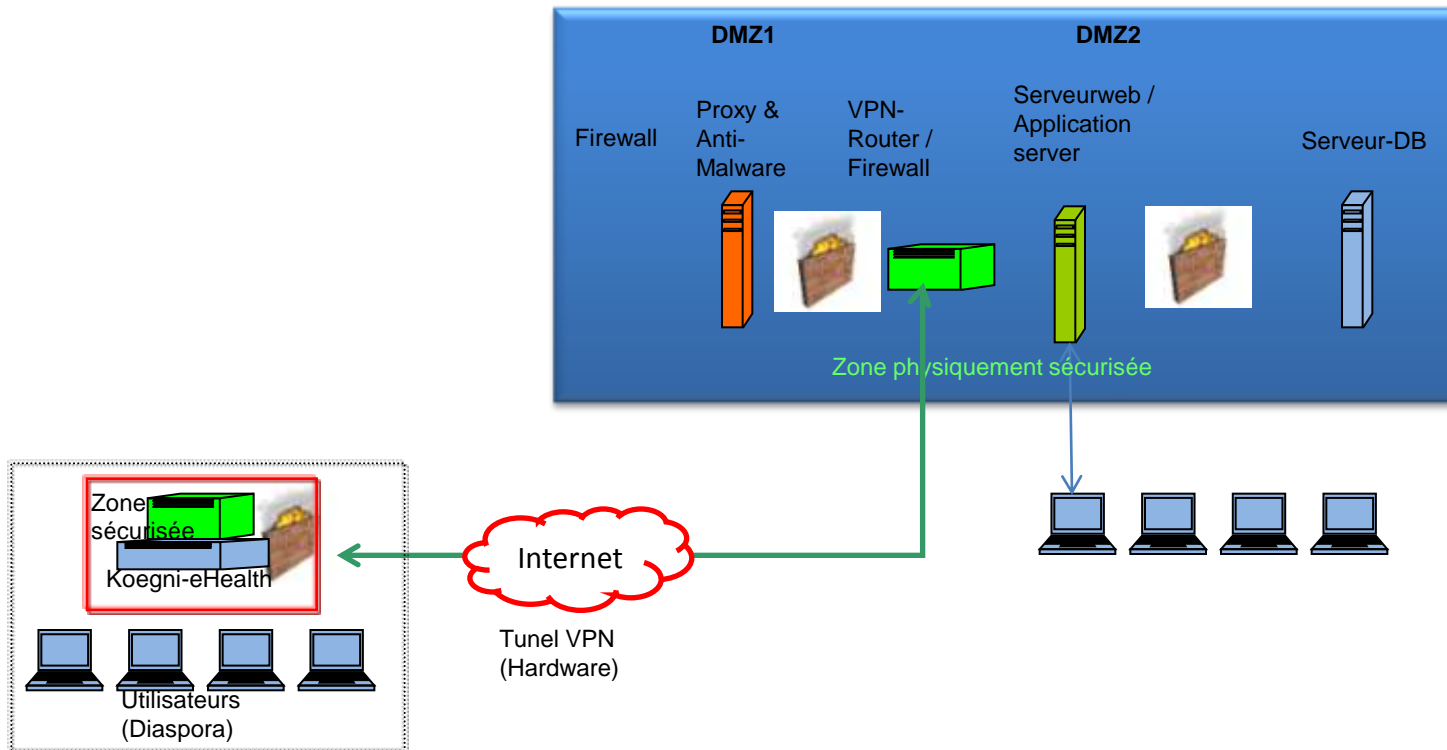 DMZ1
DMZ2
Firewall
Proxy &
Anti-
Malware
VPN-
Router /
Firewall
Serveurweb /
Application
server
Serveur-DB
Zone physiquement sécurisée
Zone
sécurisée
Koegni-eHealth
Internet
Tunel VPN
(Hardware)
Utilisateurs
(Diaspora)